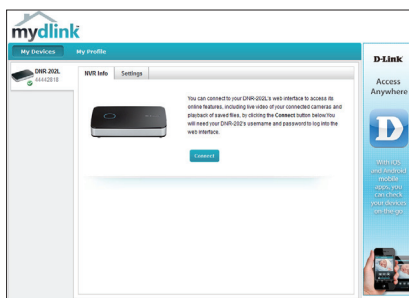 mydlink
My Devices
My Profile
DNR-202L
44442818
NVR Info
Settings
You can connect to your DNR-202L's web interface to access its
online features, including live video of your connected cameras and
playback of saved files, by clicking the Connect button below.You
will need your DNR-202's username and password to log into the
web interface.
Connect
D-Link
Access
Anywhere
With iOS
and Android
mobile
apps, you
can check
your devices
on-the-go